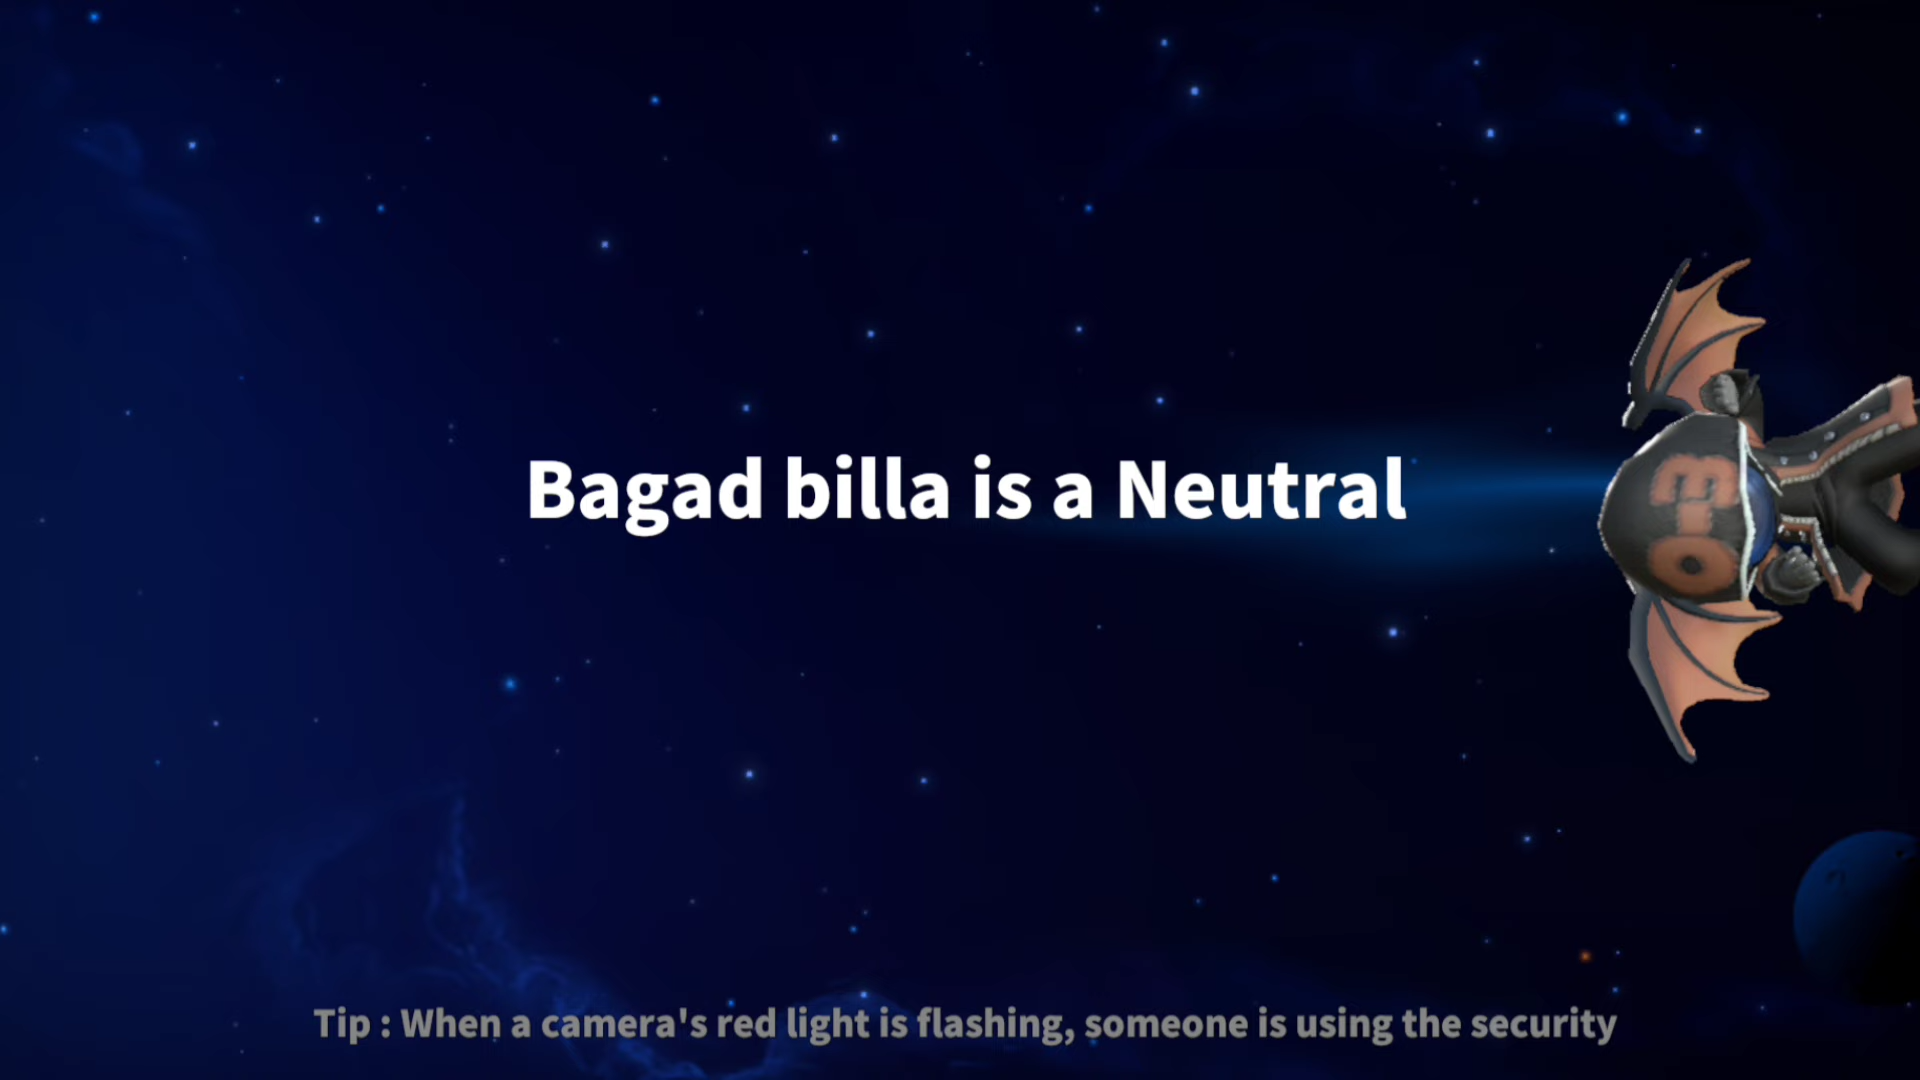 Bagad billa is a Neutral
Tip : When a camera's red light is flashing, someone is using the security